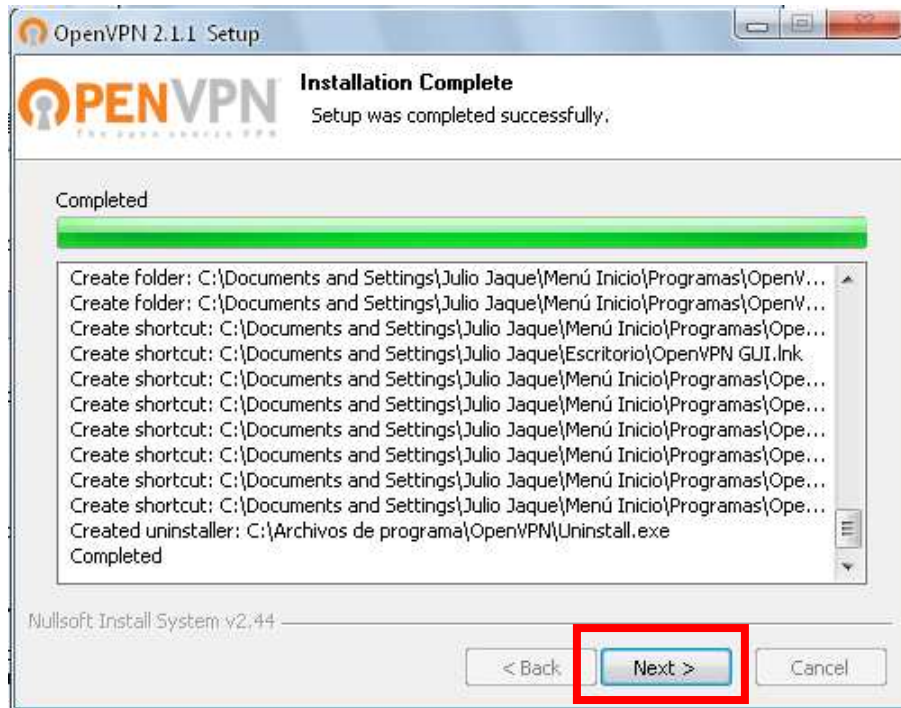 OpenVPN 2.1.1 Setup
OPENVPN
The open source VPN
Installation Complete
Setup was completed successfully.
Completed
Create folder: C:\Documents and Settings\Julio Jaque\Menú Inicio\Programas\OpenV...
Create folder: C:\Documents and Settings\Julio Jaque\Menú Inicio\Programas\OpenV...
Create shortcut: C:\Documents and Settings\Julio Jaque\Menú Inicio\Programas\Ope...
Create shortcut: C:\Documents and Settings\Julio Jaque\Escritorio\OpenVPN GUI.lnk
Create shortcut: C:\Documents and Settings\Julio Jaque\Menú Inicio\Programas\Ope...
Create shortcut: C:\Documents and Settings\Julio Jaque\Menú Inicio\Programas\Ope...
Create shortcut: C:\Documents and Settings\Julio Jaque\Menú Inicio\Programas\Ope...
Create shortcut: C:\Documents and Settings\Julio Jaque\Menú Inicio\Programas\Ope...
Create shortcut: C:\Documents and Settings\Julio Jaque\Menú Inicio\Programas\Ope...
Create shortcut: C:\Documents and Settings\Julio Jaque\Menú Inicio\Programas\Ope...
Created uninstaller: C:\Archivos de programa\OpenVPN\Uninstall.exe
Completed
Nullsoft Install System v2.44
< Back
Next >
Cancel